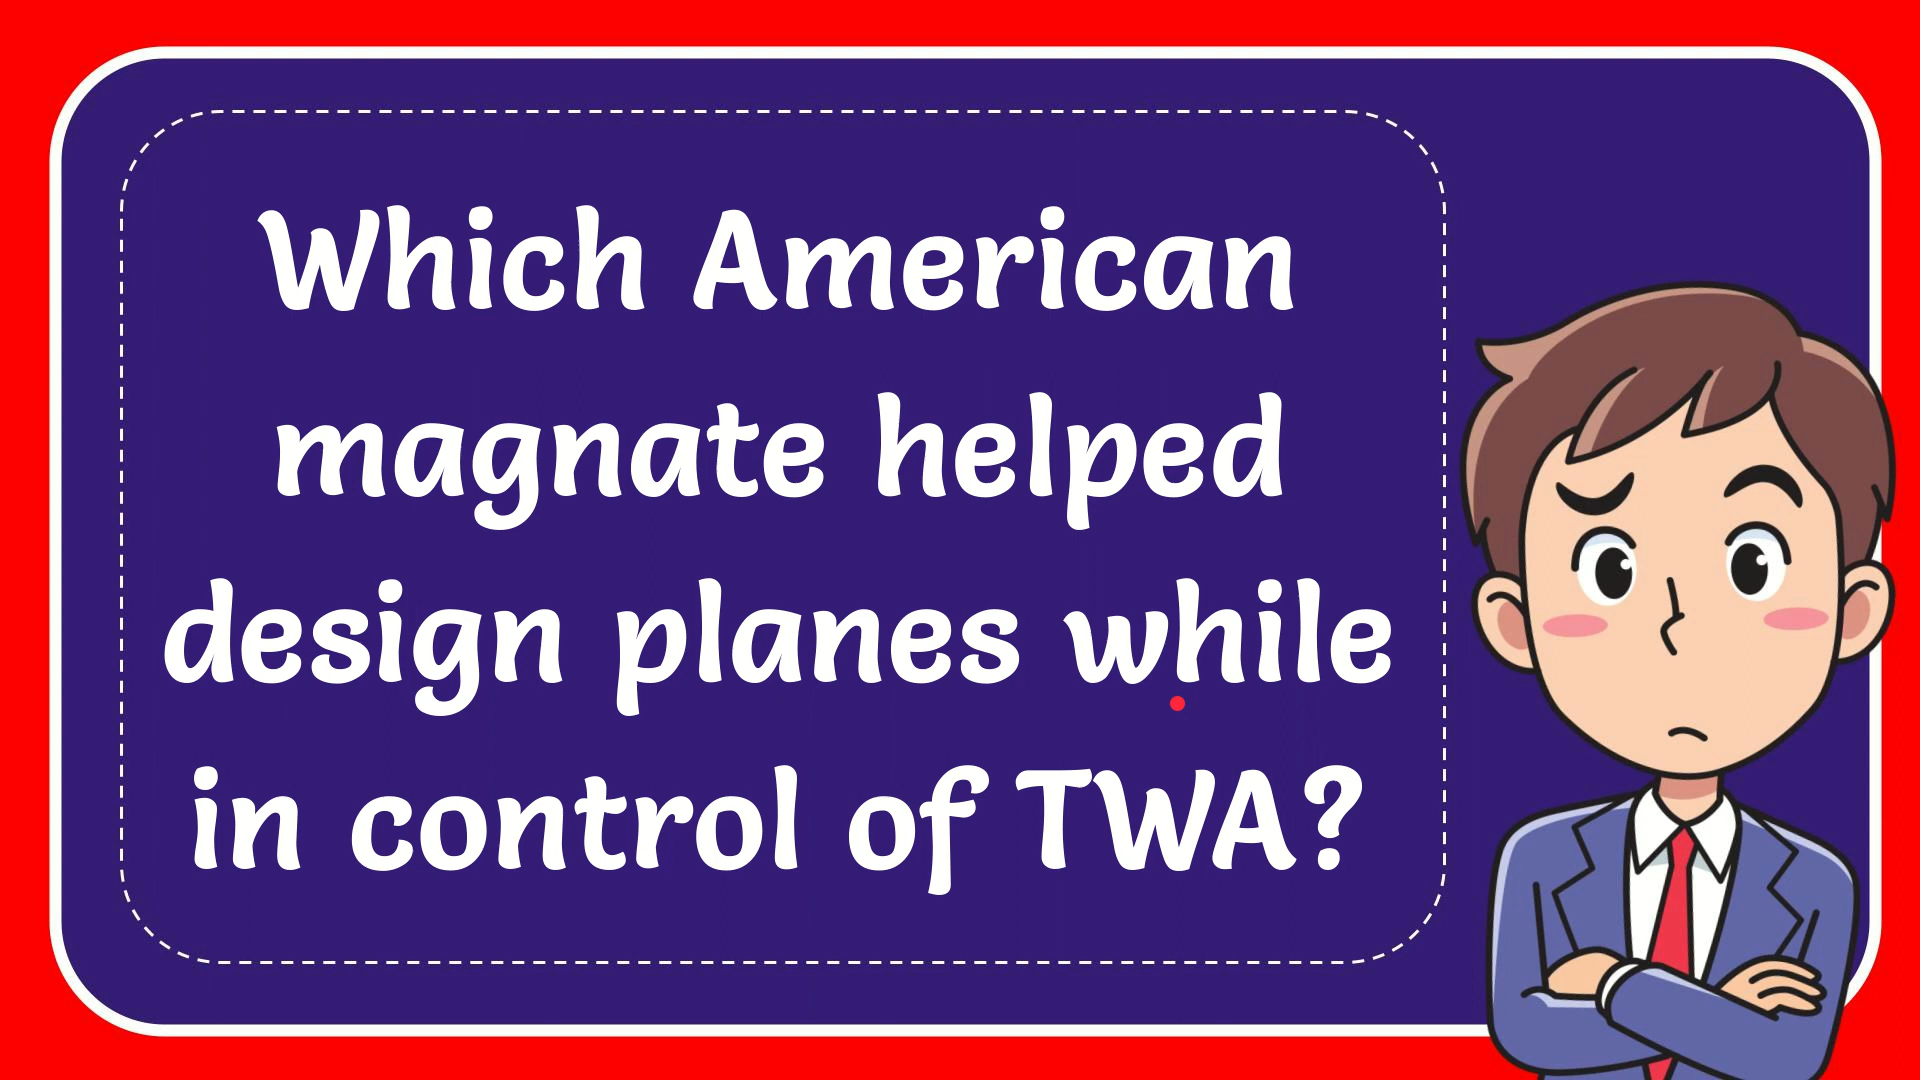 Which American
magnate helped
design planes while
in control of TWA?